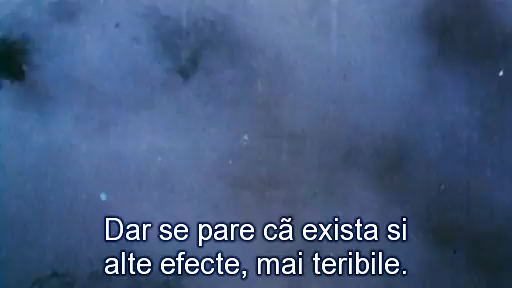 Dar se pare cã exista si
alte efecte, mai teribile.